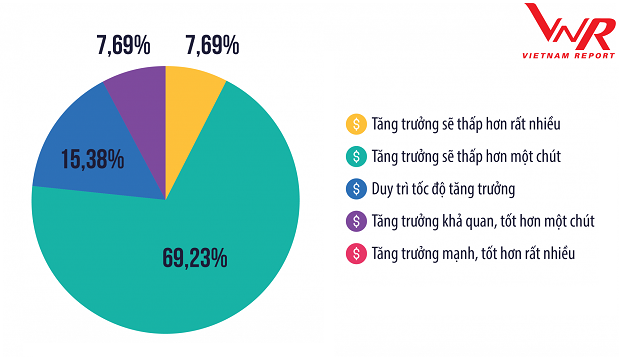 VNR
VIETNAM REPORT
7,69%
7,69%
15,38%
69,23%
Tăng trưởng sẽ thấp hơn rất nhiều
Tăng trưởng sẽ thấp hơn một chút
Duy trì tốc độ tăng trưởng
Tăng trưởng khả quan, tốt hơn một chút
Tăng trưởng mạnh, tốt hơn rất nhiều